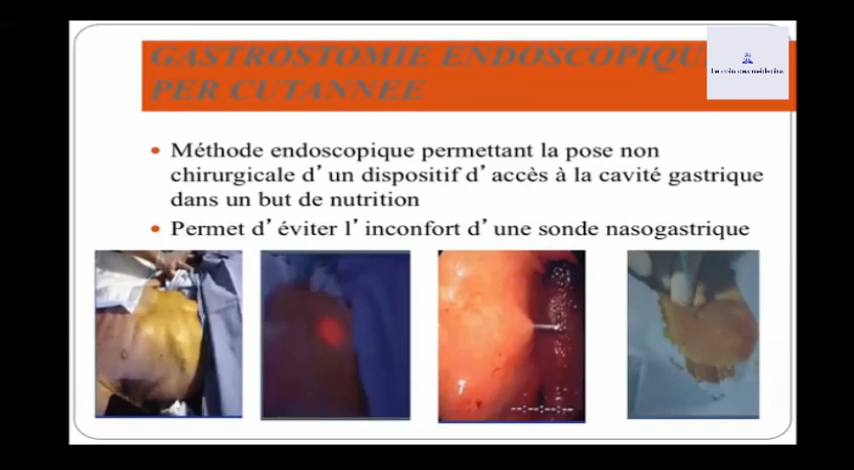 GASTROSTOMIE ENDOSCOPIQU
PER CUTANNEE
• Méthode endoscopique permettant la pose non
chirurgicale d’un dispositif d’accès à la cavité gastrique
dans un but de nutrition
• Permet d’éviter l’inconfort d’une sonde nasogastrique